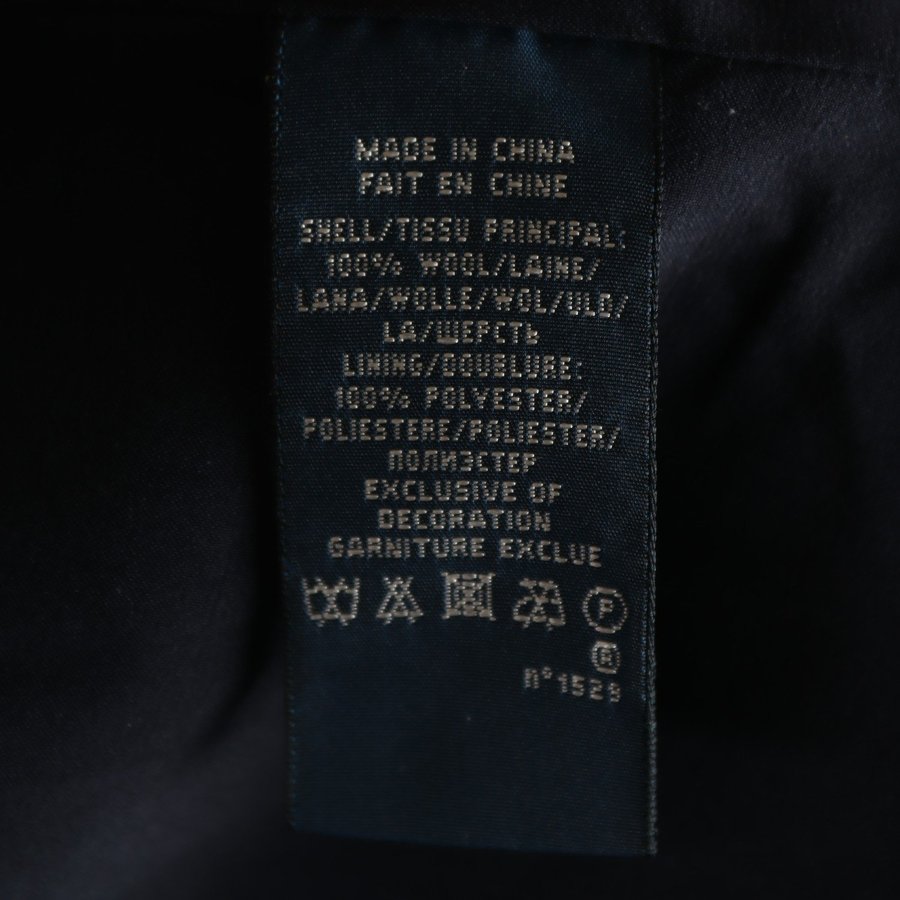 MADE IN CHINA
FAIT EN CHINE
SHELL/TISSU PRINCIPAL:
100% WOOL/LAINE/
LANA/WOLLE/WOL/ULD/
LA/ШЕРСТЬ
LINING/DOUBLURE:
100% POLYESTER/
POLIESTERE/POLIESTER/
ПОЛИЭСТЕР
EXCLUSIVE OF
DECORATION
GARNITURE EXCLUE
P
n°1529